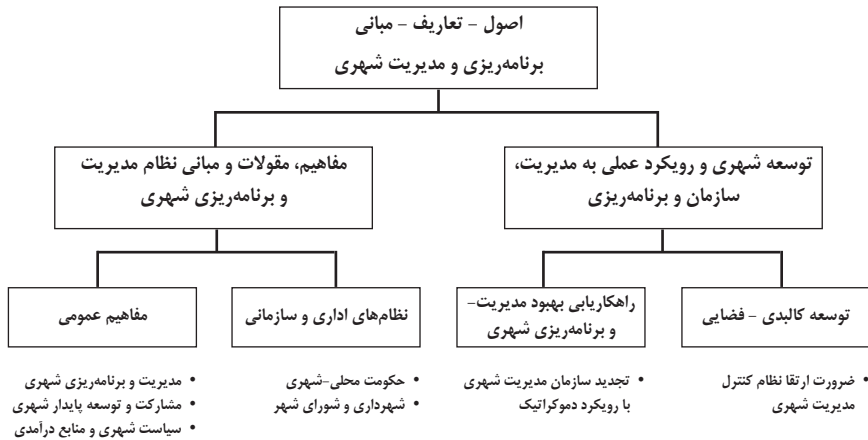 اصول – تعاریف – مبانی
برنامه‌ریزی و مدیریت شهری
توسعه شهری و رویکرد عملی به مدیریت،
سازمان و برنامه‌ریزی
مفاهیم، مقولات و مبانی نظام مدیریت
و برنامه‌ریزی شهری
توسعه کالبدی – فضایی
راهکاریابی بهبود مدیریت–
و برنامه‌ریزی شهری
نظام‌های اداری و سازمانی
مفاهیم عمومی
• ضرورت ارتقا نظام کنترل
مدیریت شهری
• تجدید سازمان مدیریت شهری
با رویکرد دموکراتیک
• حکومت محلی–شهری
• شهرداری و شورای شهر
• مدیریت و برنامه‌ریزی شهری
• مشارکت و توسعه پایدار شهری
• سیاست شهری و منابع درآمدی